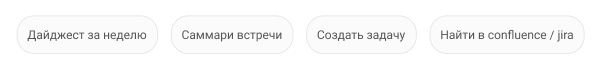 Дайджест за неделю
Саммари встречи
Создать задачу
Найти в confluence / jira